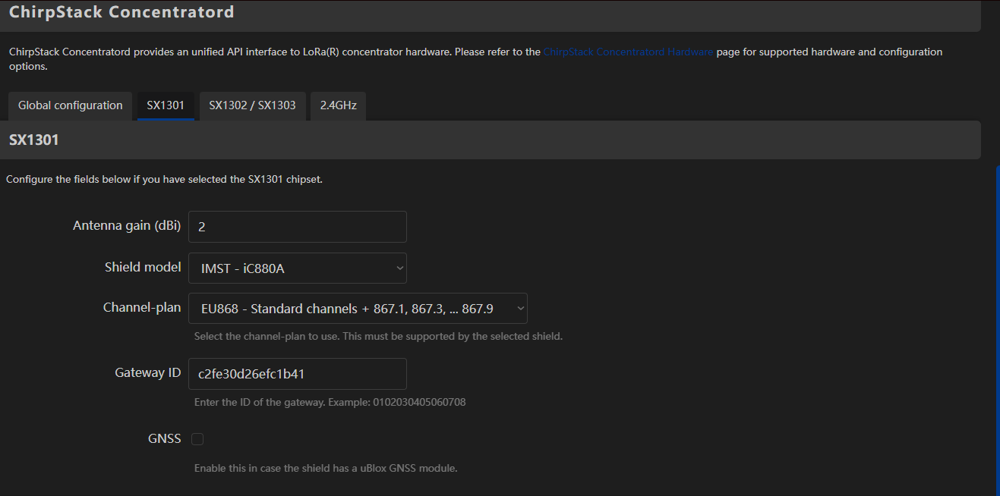 ChirpStack Concentratord
ChirpStack Concentratord provides an unified API interface to LoRa(R) concentrator hardware. Please refer to the ChirpStack Concentratord Hardware page for supported hardware and configuration
options.
Global configuration SX1301 SX1302 / SX1303 2.4GHz
SX1301
Configure the fields below if you have selected the SX1301 chipset.
Antenna gain (dBi) 2
Shield model IMST - iC880A
Channel-plan EU868 - Standard channels + 867.1, 867.3, ... 867.9
Select the channel-plan to use. This must be supported by the selected shield.
Gateway ID c2fe30d26efc1b41
Enter the ID of the gateway. Example: 0102030405060708
GNSS
Enable this in case the shield has a uBlox GNSS module.